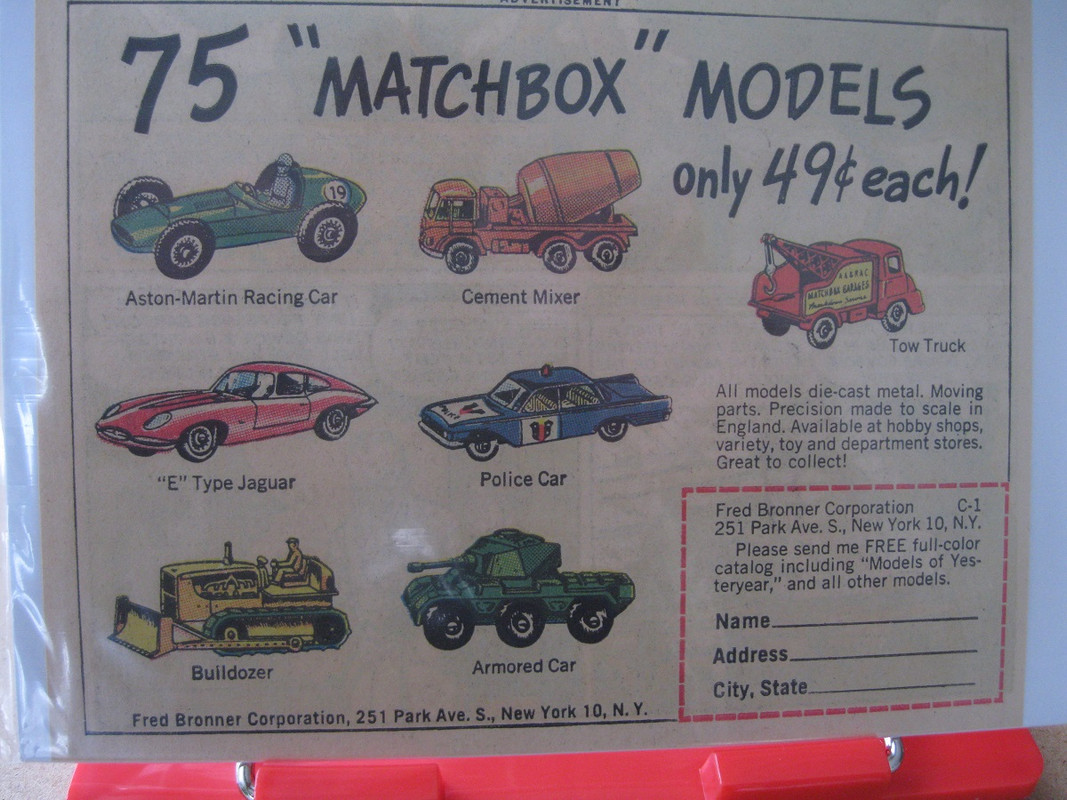 ADVERTISEMENT
75 "MATCHBOX" MODELS
only 49¢ each!
19
Aston-Martin Racing Car
Cement Mixer
MATCHBOX GARAGES
Tow Truck
"E" Type Jaguar
Police Car
All models die-cast metal. Moving
parts. Precision made to scale in
England. Available at hobby shops,
variety, toy and department stores.
Great to collect!
Buildozer
Armored Car
Fred Bronner Corporation C-1
251 Park Ave. S., New York 10, N.Y.
Please send me FREE full-color
catalog including "Models of Yes-
teryear," and all other models.
Name
Address
City, State
Fred Bronner Corporation, 251 Park Ave. S., New York 10, N. Y.